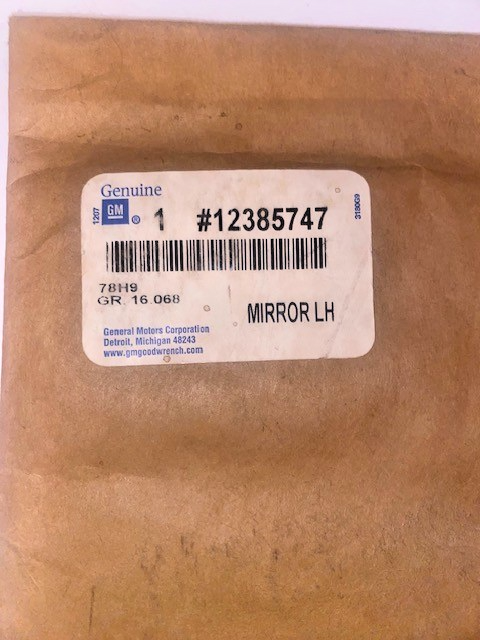 Genuine
1207 GM ® 1 #12385747
3180G9
78H9
GR. 16.068
MIRROR LH
General Motors Corporation
Detroit, Michigan 48243
www.gmgoodwrench.com